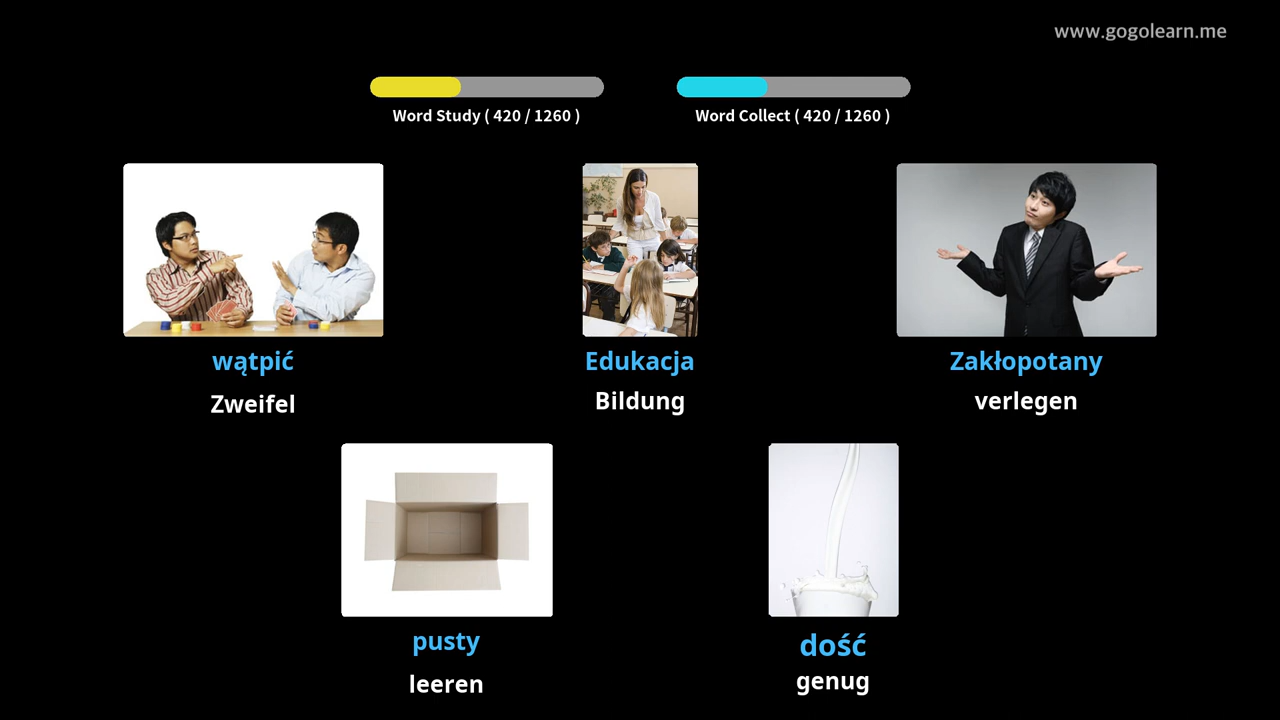 www.gogolearn.me
Word Study ( 420 / 1260 )
Word Collect ( 420 / 1260 )
wątpić
Zweifel
Edukacja
Bildung
Zakłopotany
verlegen
pusty
leeren
dość
genug